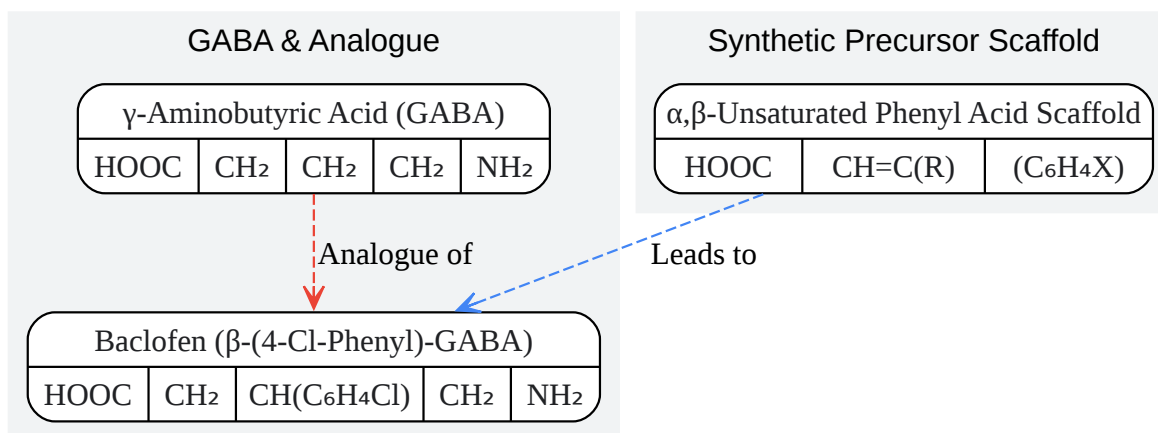 GABA & Analogue
γ-Aminobutyric Acid (GABA)
HOOC CH₂ CH₂ CH₂ NH₂
Analogue of
Baclofen (β-(4-Cl-Phenyl)-GABA)
HOOC CH₂ CH(C₆H₄Cl) CH₂ NH₂
Synthetic Precursor Scaffold
α,β-Unsaturated Phenyl Acid Scaffold
HOOC CH=C(R) (C₆H₄X)
Leads to